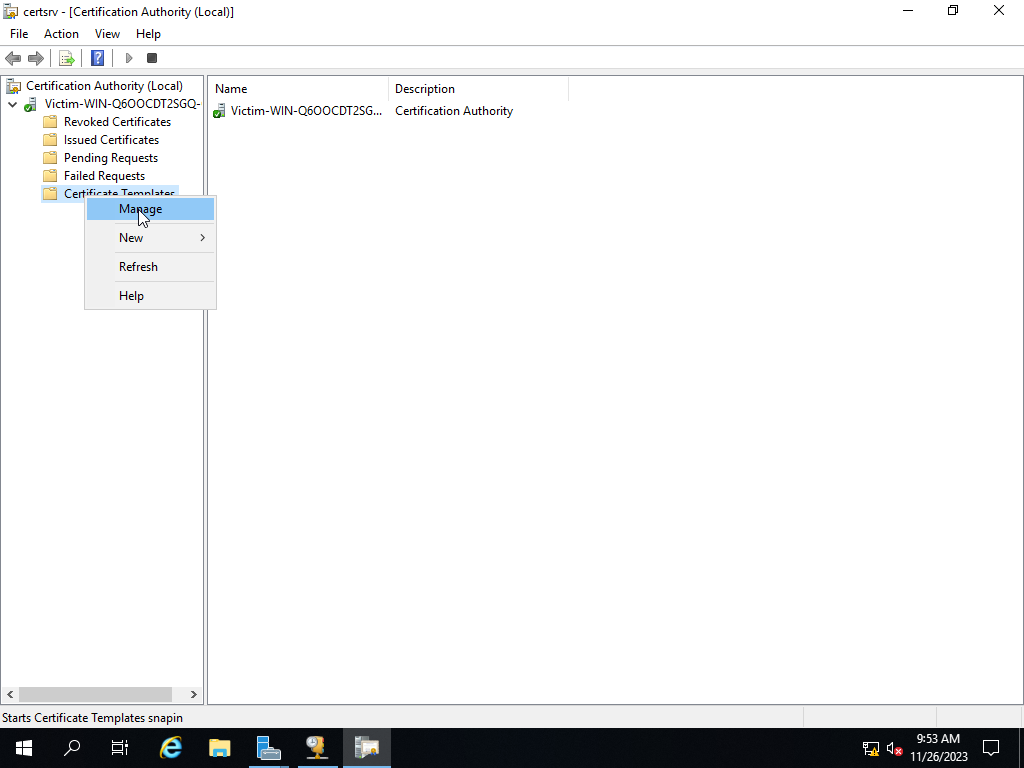 certsrv - [Certification Authority (Local)]
File Action View Help
Certification Authority (Local)
Victim-WIN-Q6OOCDT2SGQ-
Revoked Certificates
Issued Certificates
Pending Requests
Failed Requests
Certificate Templates
Manage
New
Refresh
Help
Name Description
Victim-WIN-Q6OOCDT2SG... Certification Authority
Starts Certificate Templates snapin
9:53 AM
11/26/2023